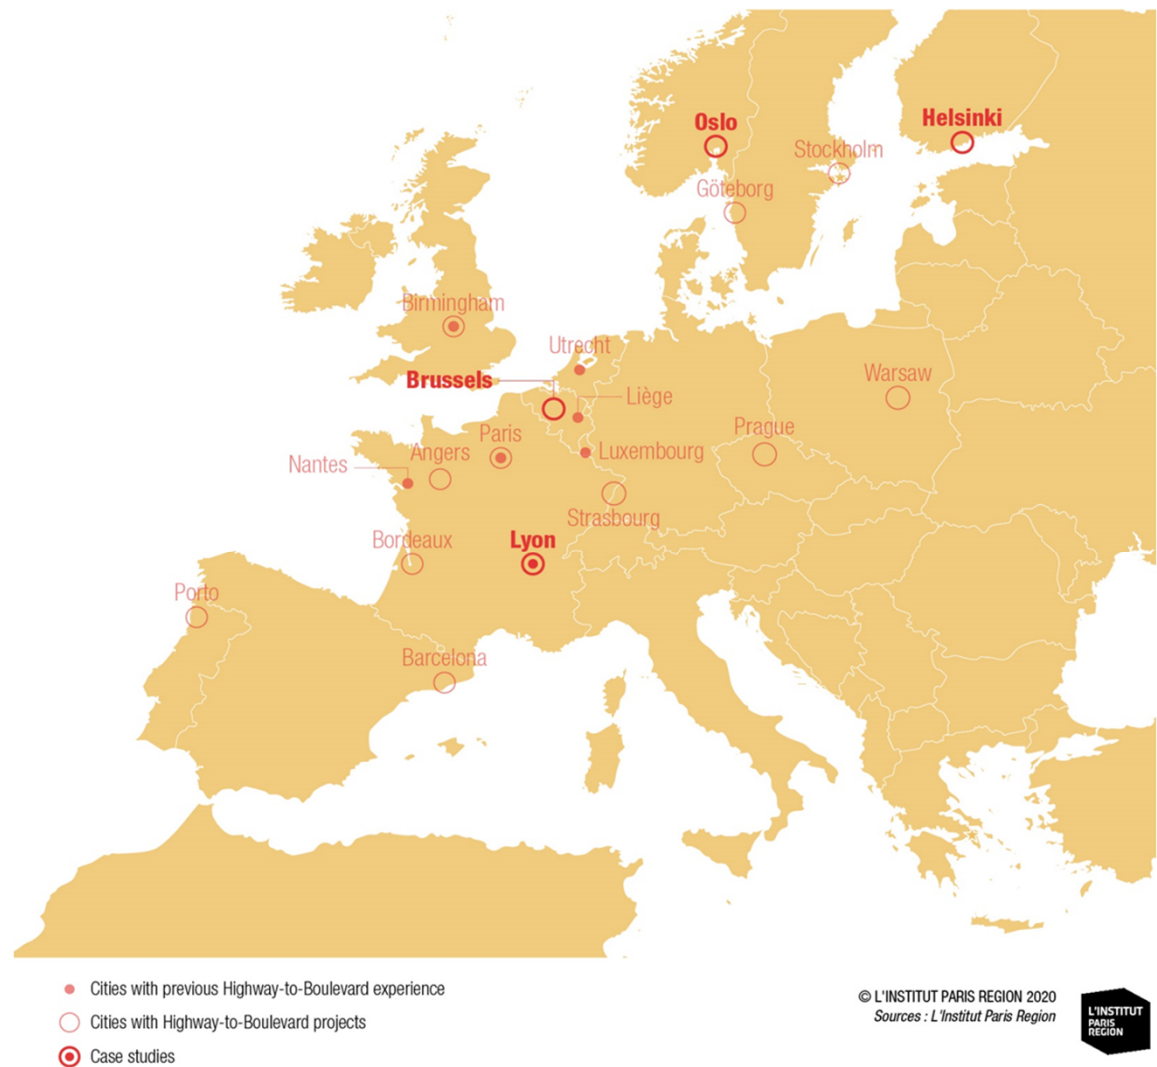 Oslo
Helsinki
Stockholm
Göteborg
Birmingham
Utrecht
Brussels
Liège
Warsaw
Prague
Paris
Angers
Luxembourg
Nantes
Strasbourg
Bordeaux
Lyon
Porto
Barcelona
Cities with previous Highway-to-Boulevard experience
Cities with Highway-to-Boulevard projects
Case studies
© L'INSTITUT PARIS REGION 2020
Sources : L'Institut Paris Region
L'INSTITUT
PARIS
REGION